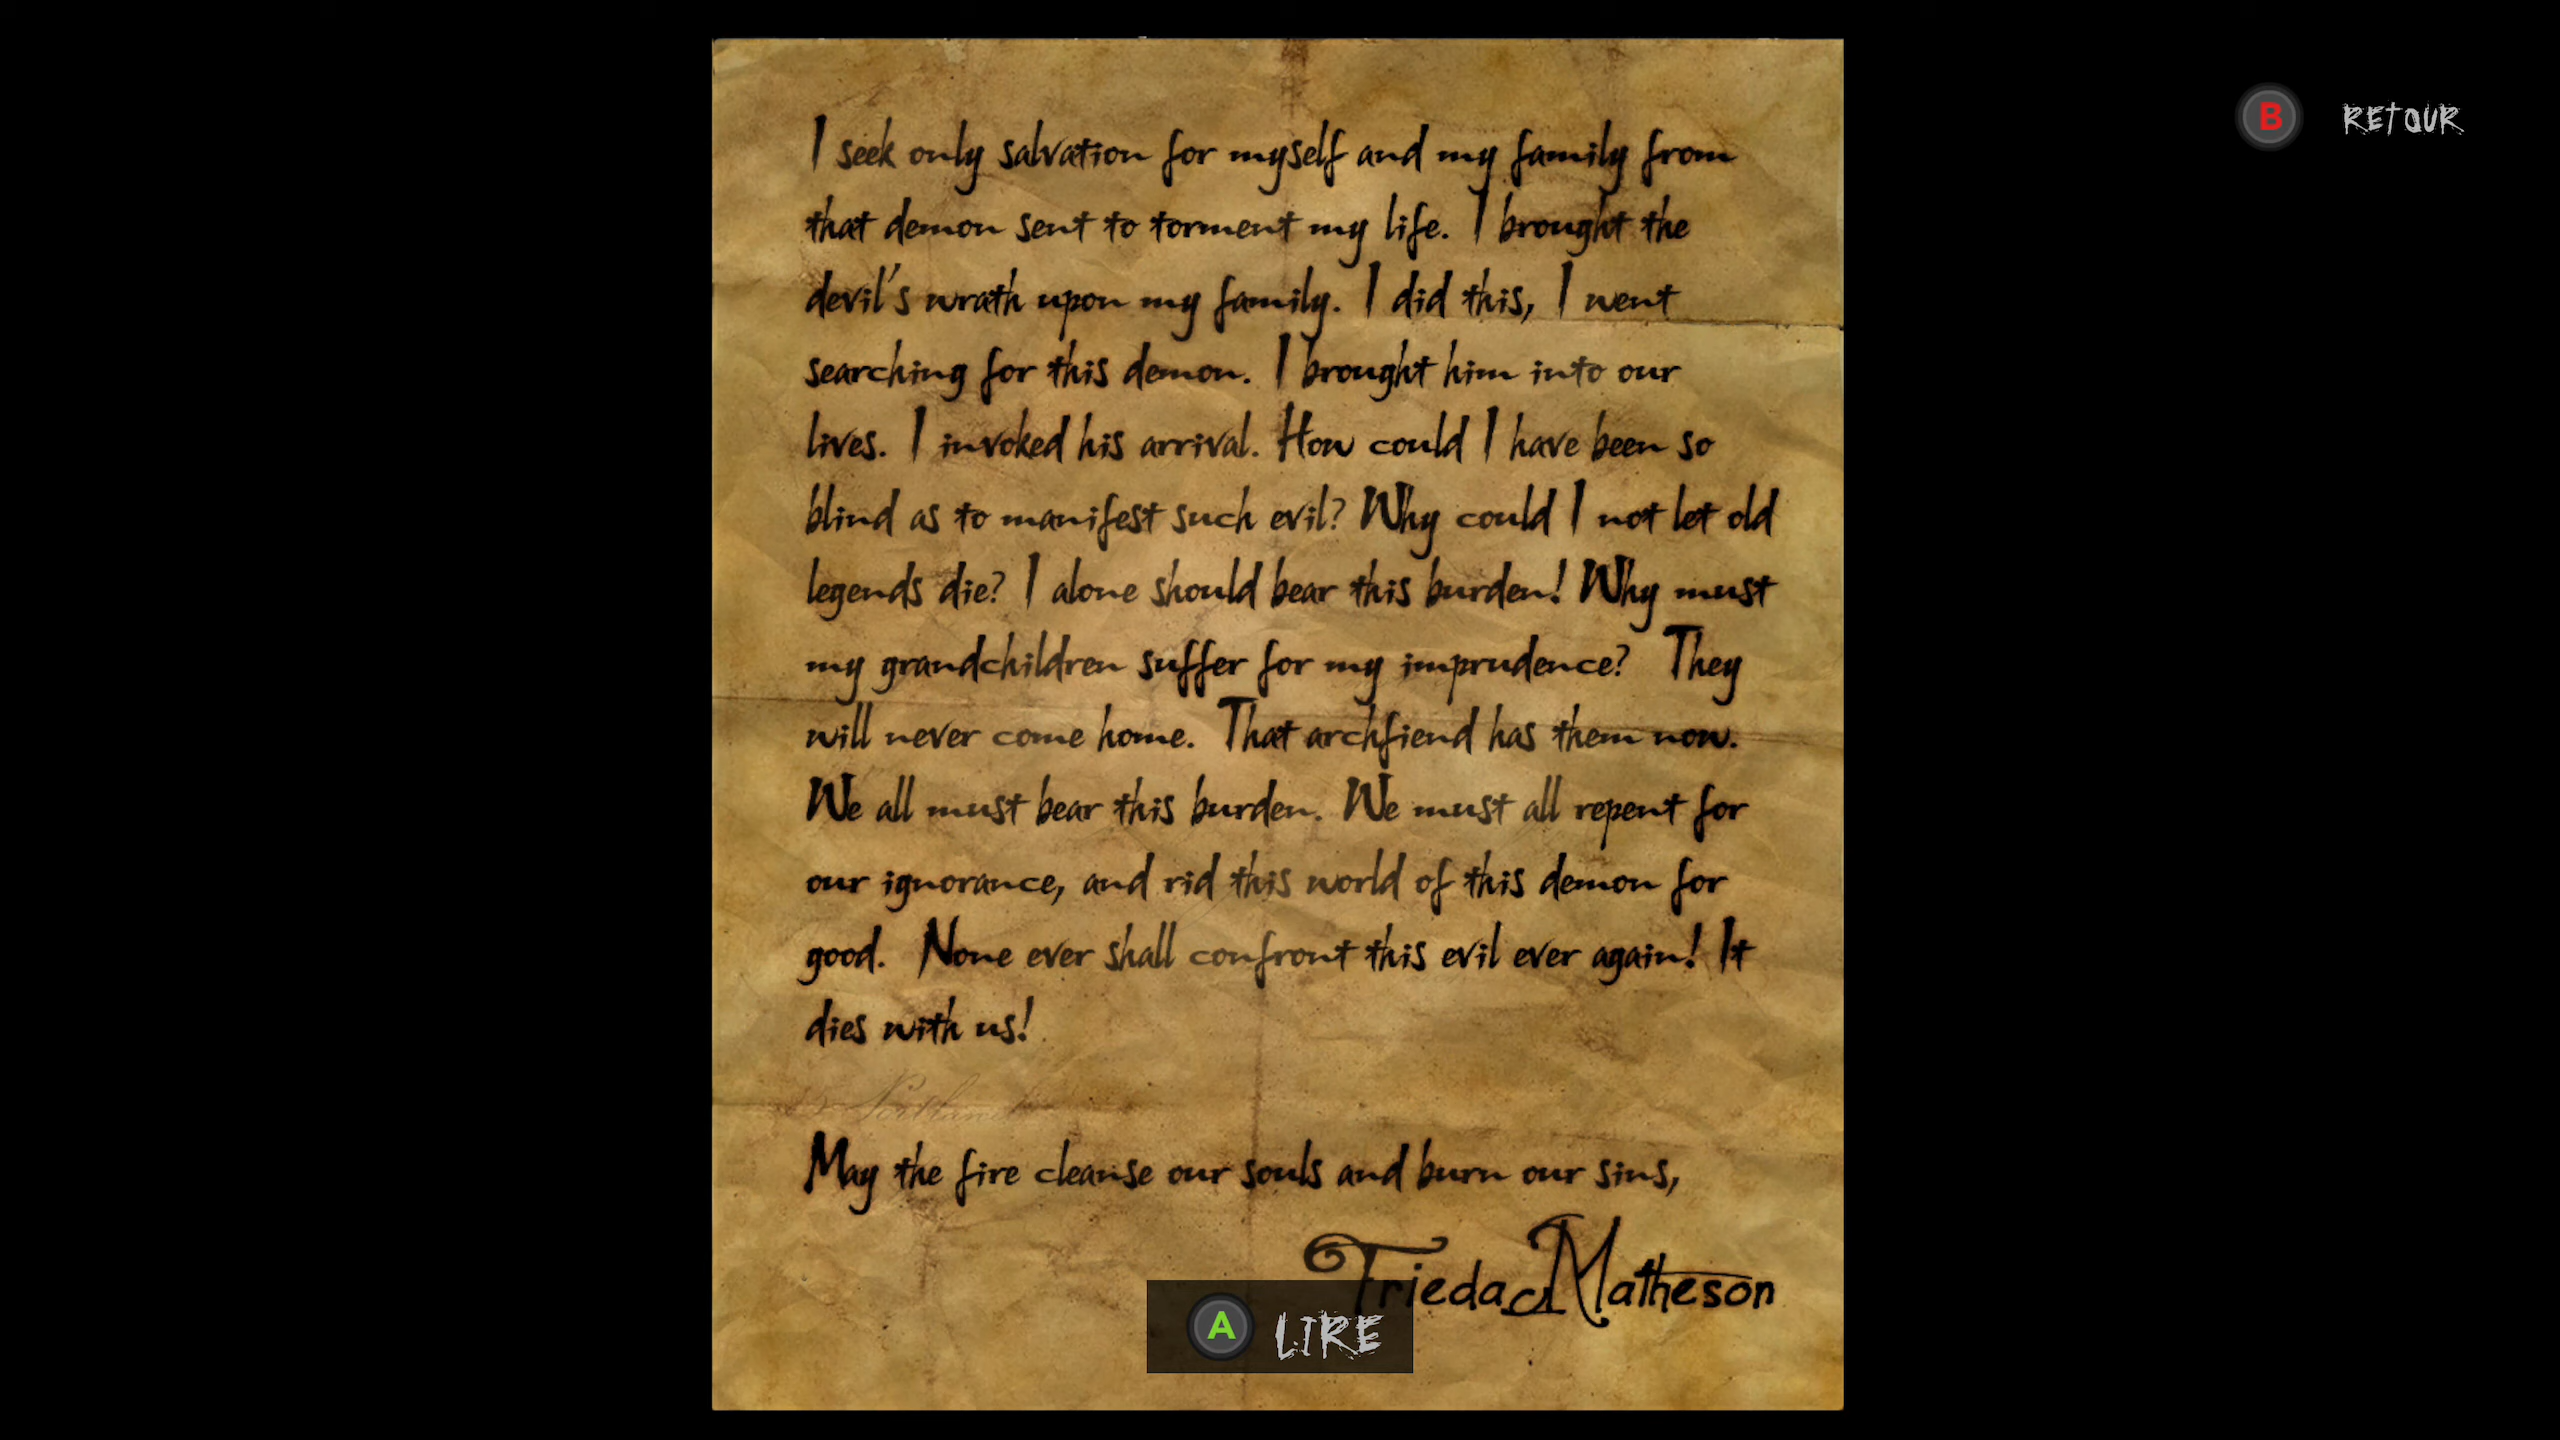 I seek only salvation for myself and my family from
that demon sent to torment my life. I brought the
devil's wrath upon my family. I did this, I went
searching for this demon. I brought him into our
lives. I invoked his arrival. How could I have been so
blind as to manifest such evil? Why could I not let old
legends die? I alone should bear this burden! Why must
my grandchildren suffer for my imprudence? They
will never come home. That archfiend has them now.
We all must bear this burden. We must all repent for
our ignorance, and rid this world of this demon for
good. None ever shall confront this evil ever again! It
dies with us!
May the fire cleanse our souls and burn our sins,
Frieda Matheson
A LIRE
B RETOUR